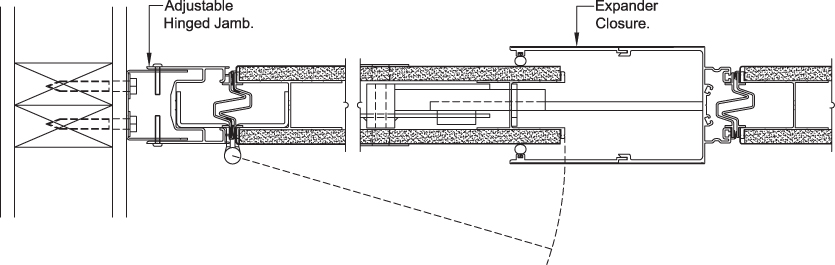 Adjustable
Hinged Jamb.
Expander
Closure.